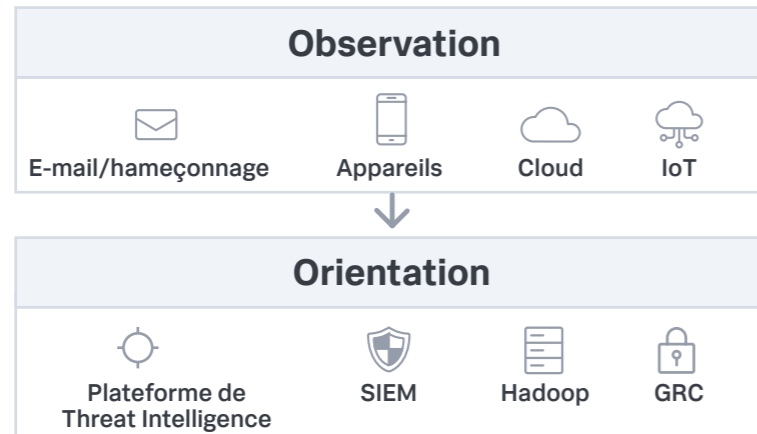 Observation
E-mail/hameçonnage
Appareils
Cloud
IoT
Orientation
Plateforme de
Threat Intelligence
SIEM
Hadoop
GRC